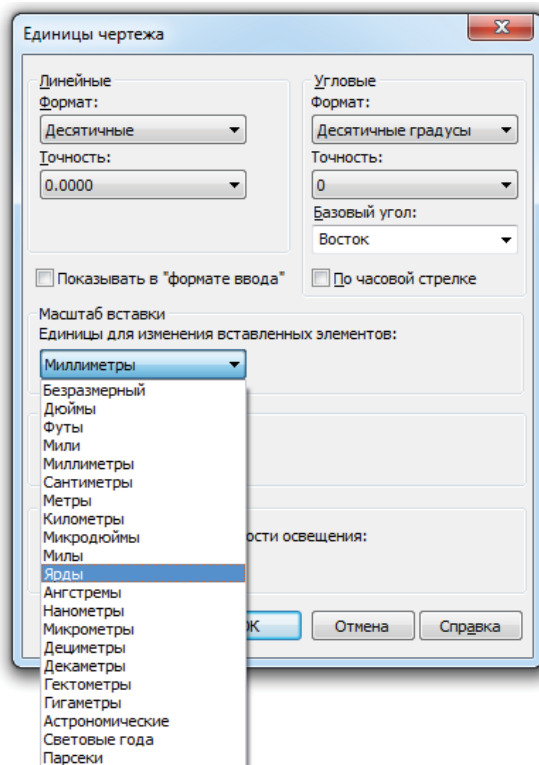 Единицы чертежа
Линейные
Формат:
Десятичные
Точность:
0.0000
Показывать в "формате ввода"
Угловые
Формат:
Десятичные градусы
Точность:
0
Базовый угол:
Восток
По часовой стрелке
Масштаб вставки
Единицы для изменения вставленных элементов:
Миллиметры
Безразмерный
Дюймы
Футы
Мили
Миллиметры
Сантиметры
Метры
Километры
Микродюймы
Милы
Ярды
Ангстремы
Нанометры
Микрометры
Дециметры
Декаметры
Гектометры
Гигаметры
Астрономические
Световые года
Парсеки
освещения:
Отмена
Справка